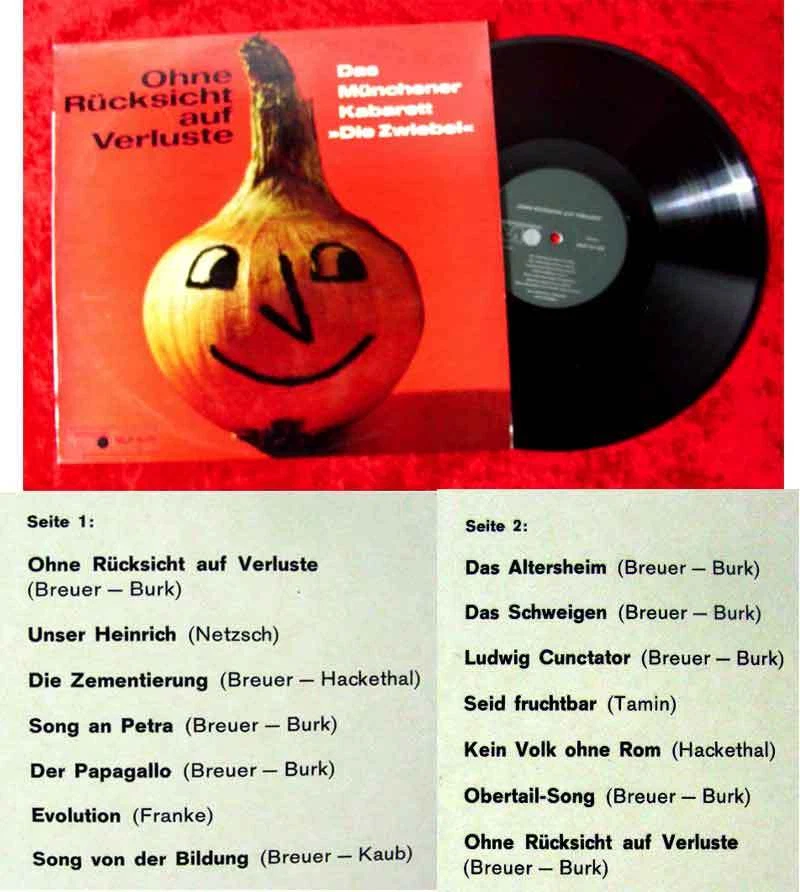 Ohne
Rücksicht
auf
Verluste
Das
Münchener
Kabarett
»Die Zwiebel«
Seite 1:
Ohne Rücksicht auf Verluste
(Breuer — Burk)
Unser Heinrich (Netzsch)
Die Zementierung (Breuer — Hackethal)
Song an Petra (Breuer — Burk)
Der Papagallo (Breuer — Burk)
Evolution (Franke)
Song von der Bildung (Breuer — Kaub)
Seite 2:
Das Altersheim (Breuer — Burk)
Das Schweigen (Breuer — Burk)
Ludwig Cunctator (Breuer — Burk)
Seid fruchtbar (Tamin)
Kein Volk ohne Rom (Hackethal)
Obertail-Song (Breuer — Burk)
Ohne Rücksicht auf Verluste
(Breuer — Burk)